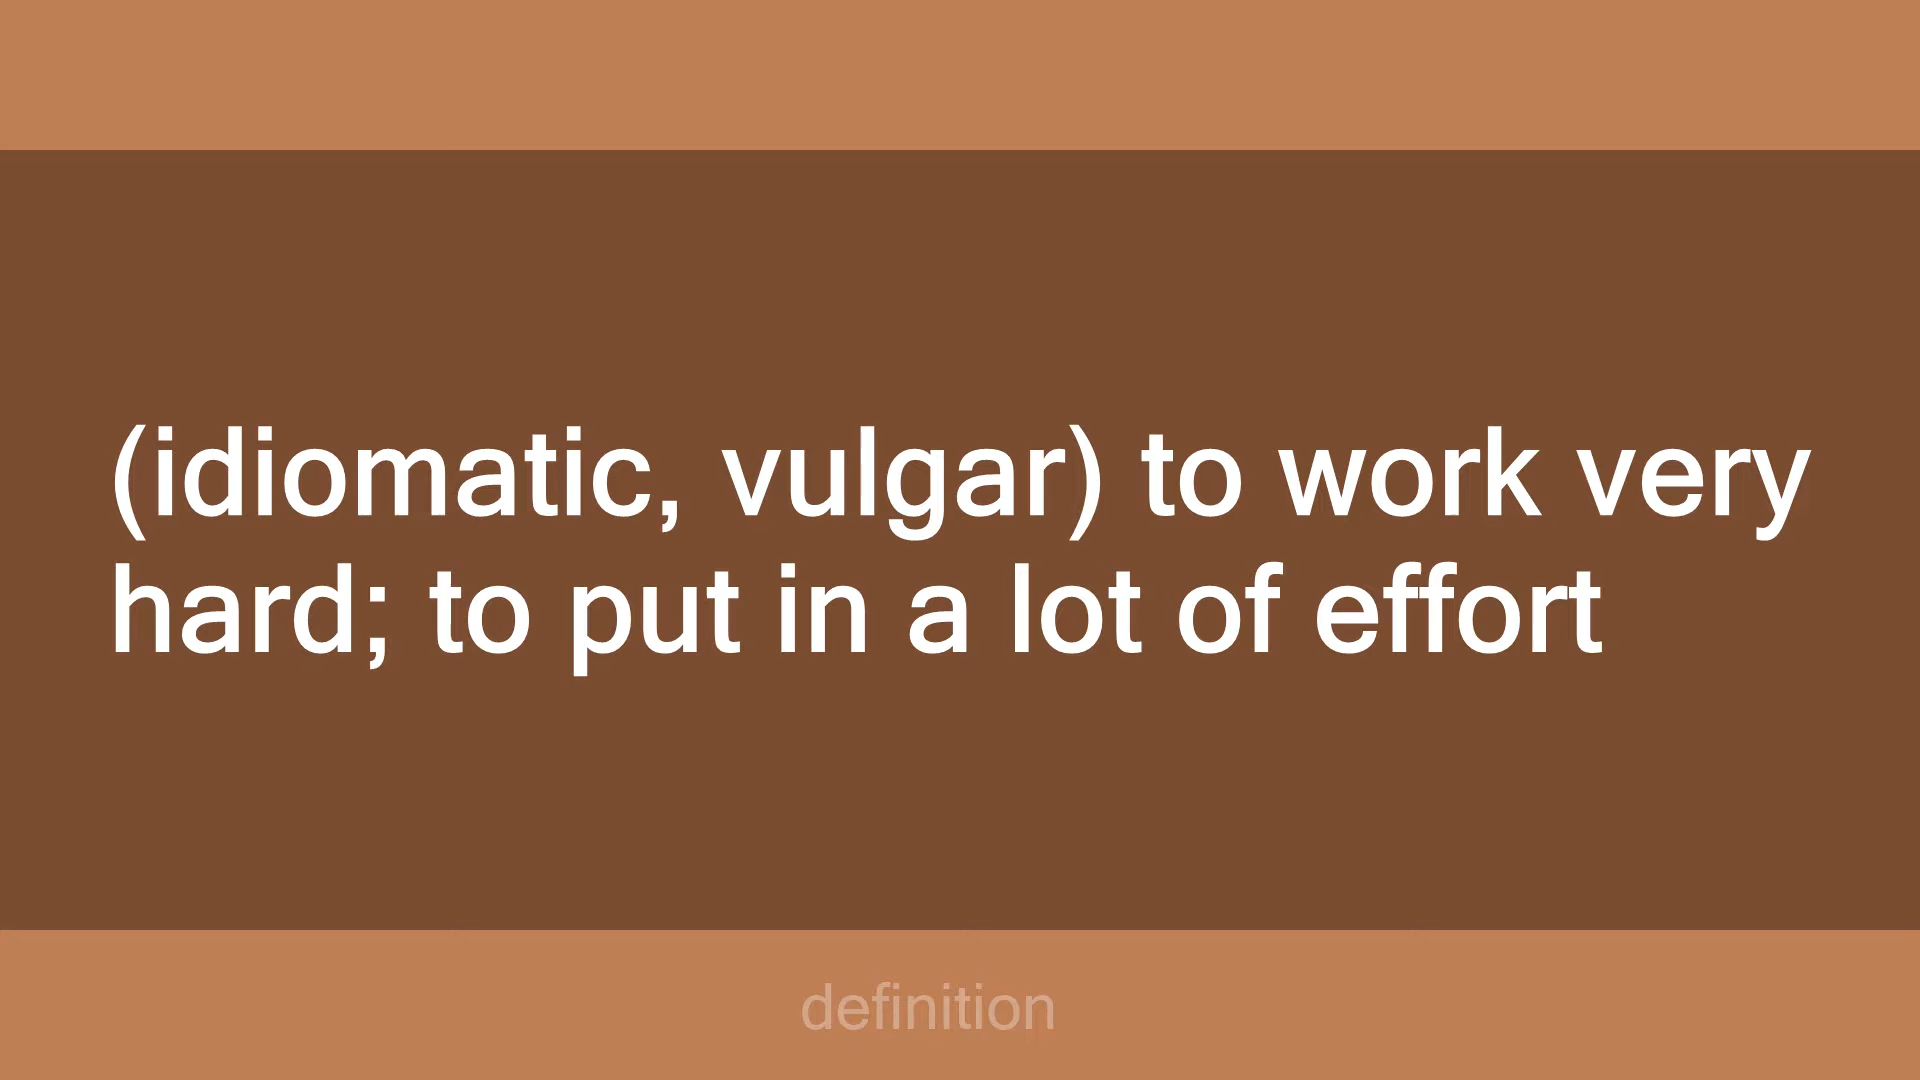 (idiomatic, vulgar) to work very
hard; to put in a lot of effort
definition